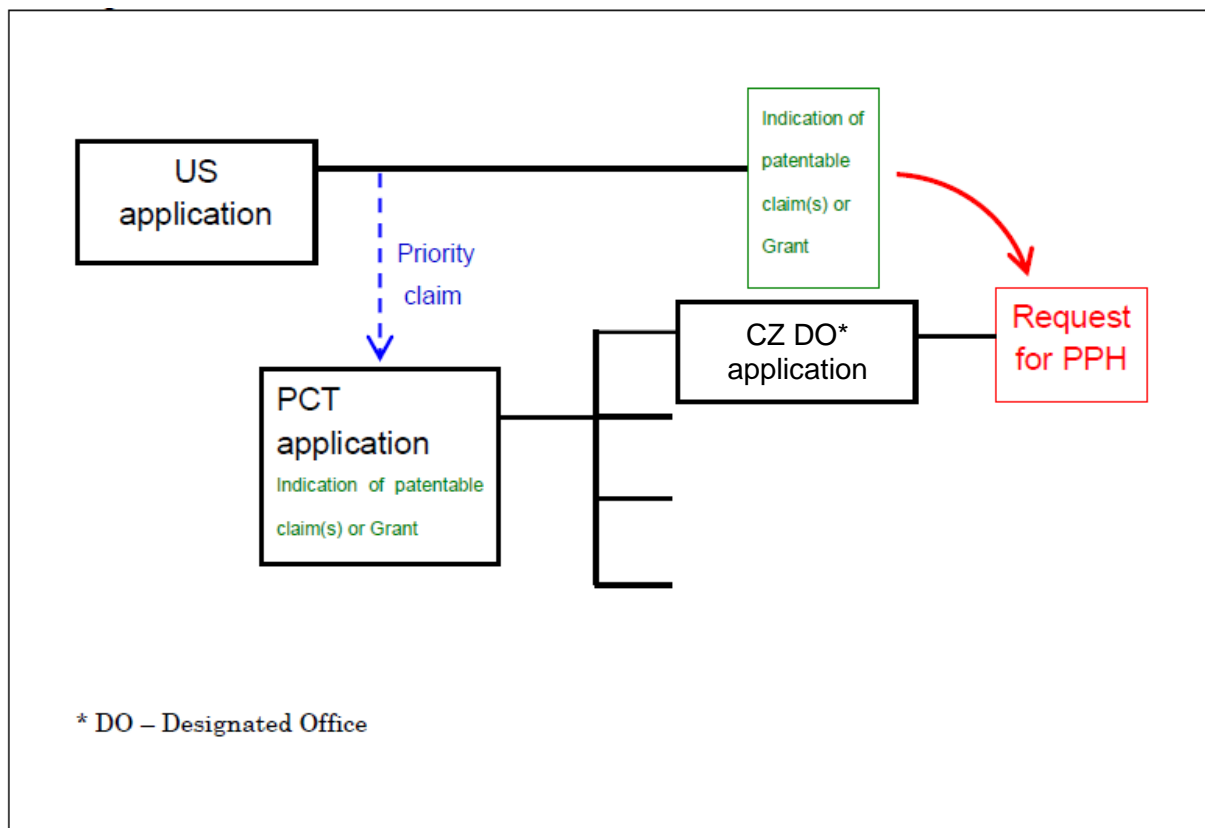 US
application
Indication of
patentable
claim(s) or
Grant
Priority
claim
CZ DO*
application
Request
for PPH
PCT
application
Indication of patentable
claim(s) or Grant
* DO – Designated Office